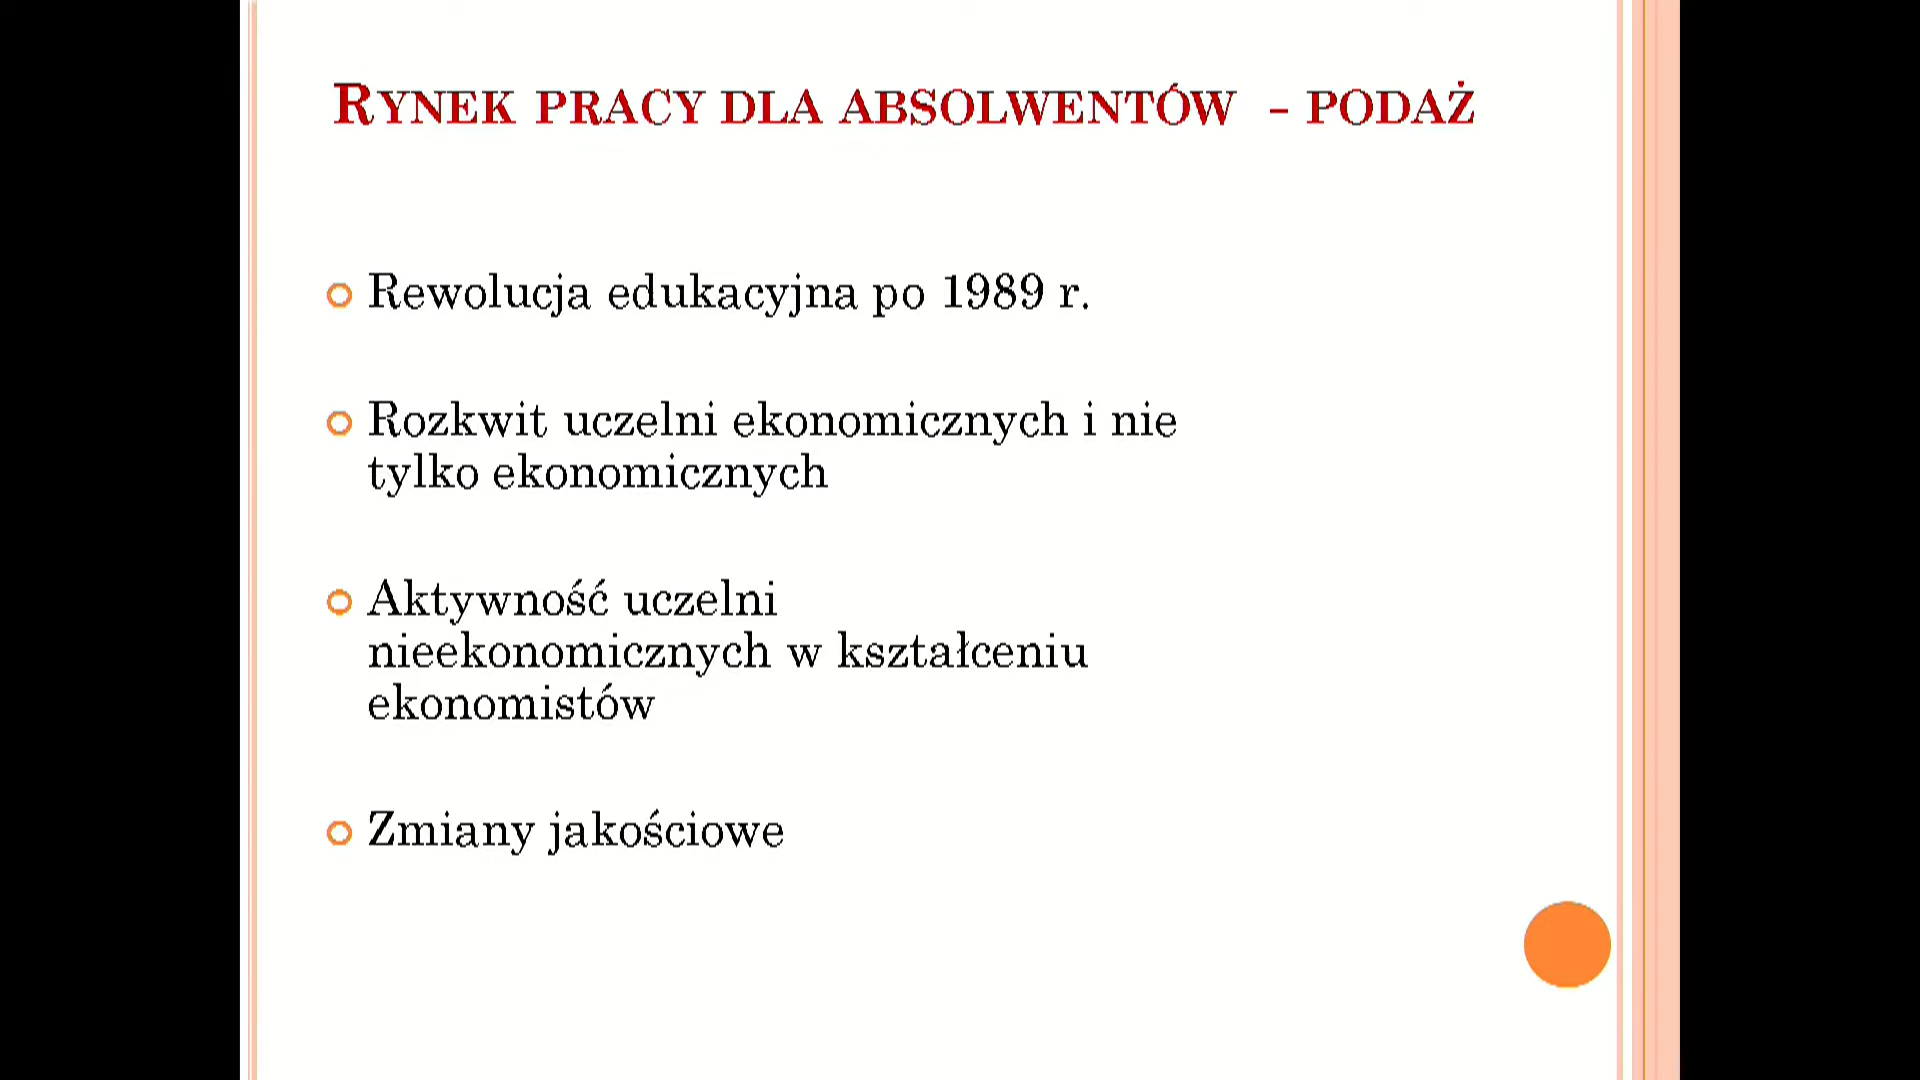 Rynek pracy dla absolwentów – podaż
Rewolucja edukacyjna po 1989 r.
Rozkwit uczelni ekonomicznych i nie
tylko ekonomicznych
Aktywność uczelni
nieekonomicznych w kształceniu
ekonomistów
Zmiany jakościowe